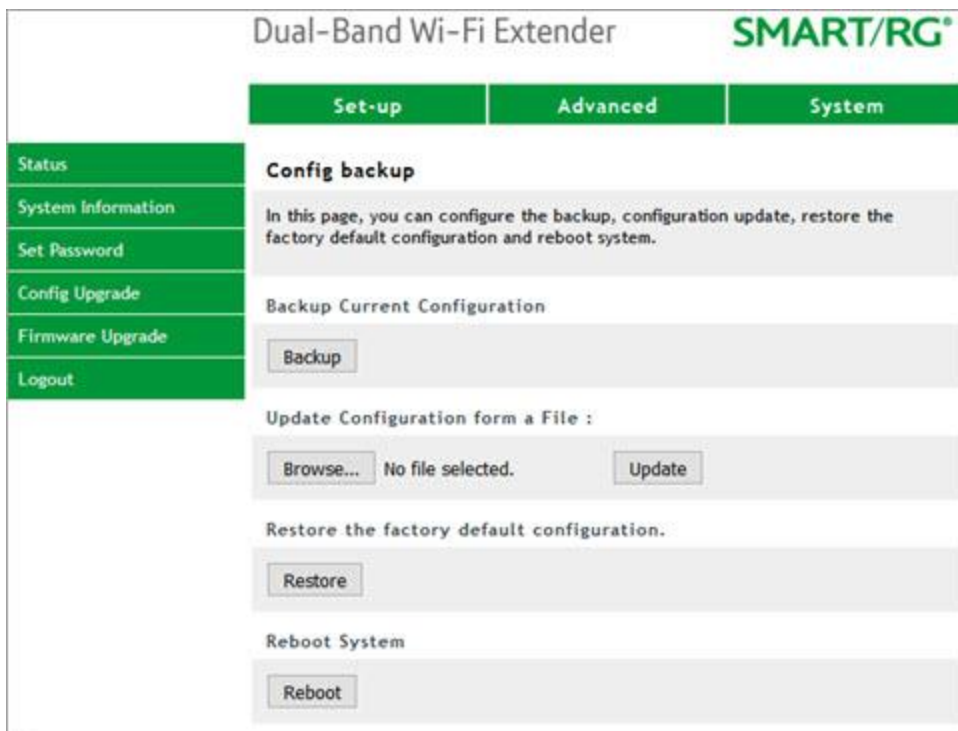 Dual-Band Wi-Fi Extender
SMART/RG®
Set-up
Advanced
System
Status
System Information
Set Password
Config Upgrade
Firmware Upgrade
Logout
Config backup
In this page, you can configure the backup, configuration update, restore the
factory default configuration and reboot system.
Backup Current Configuration
Backup
Update Configuration form a File :
Browse... No file selected. Update
Restore the factory default configuration.
Restore
Reboot System
Reboot